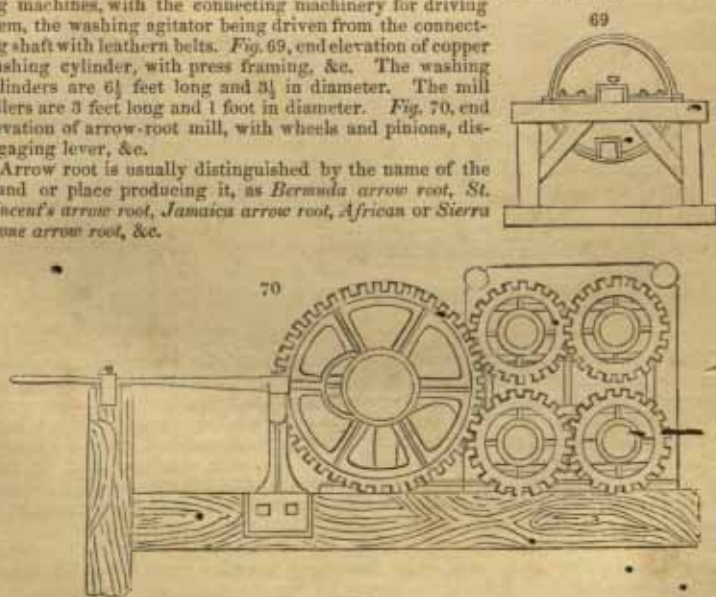 g machines, with the connecting machinery for driving
em, the washing agitator being driven from the connect-
g shaft with leathern belts. Fig. 69, end elevation of copper
shing cylinder, with press framing, &c. The washing
linders are 6½ feet long and 3½ in diameter. The mill
llers are 3 feet long and 1 foot in diameter. Fig. 70, end
evation of arrow-root mill, with wheels and pinions, dis-
gaging lever, &c.
Arrow root is usually distinguished by the name of the
and or place producing it, as Bermuda arrow root, St.
ncent's arrow root, Jamaica arrow root, African or Sierra
one arrow root, &c.
69
70